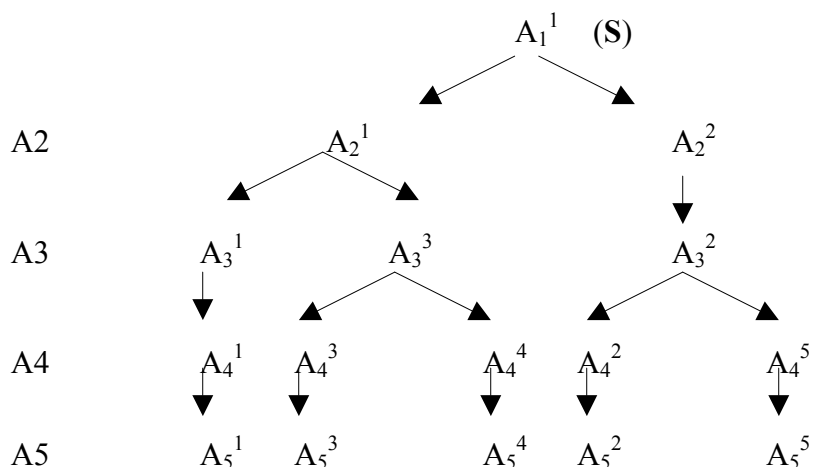 A₁¹ (S)
A2 A₂¹ A₂²
A3 A₃¹ A₃³ A₃²
A4 A₄¹ A₄³ A₄⁴ A₄² A₄⁵
A5 A₅¹ A₅³ A₅⁴ A₅² A₅⁵